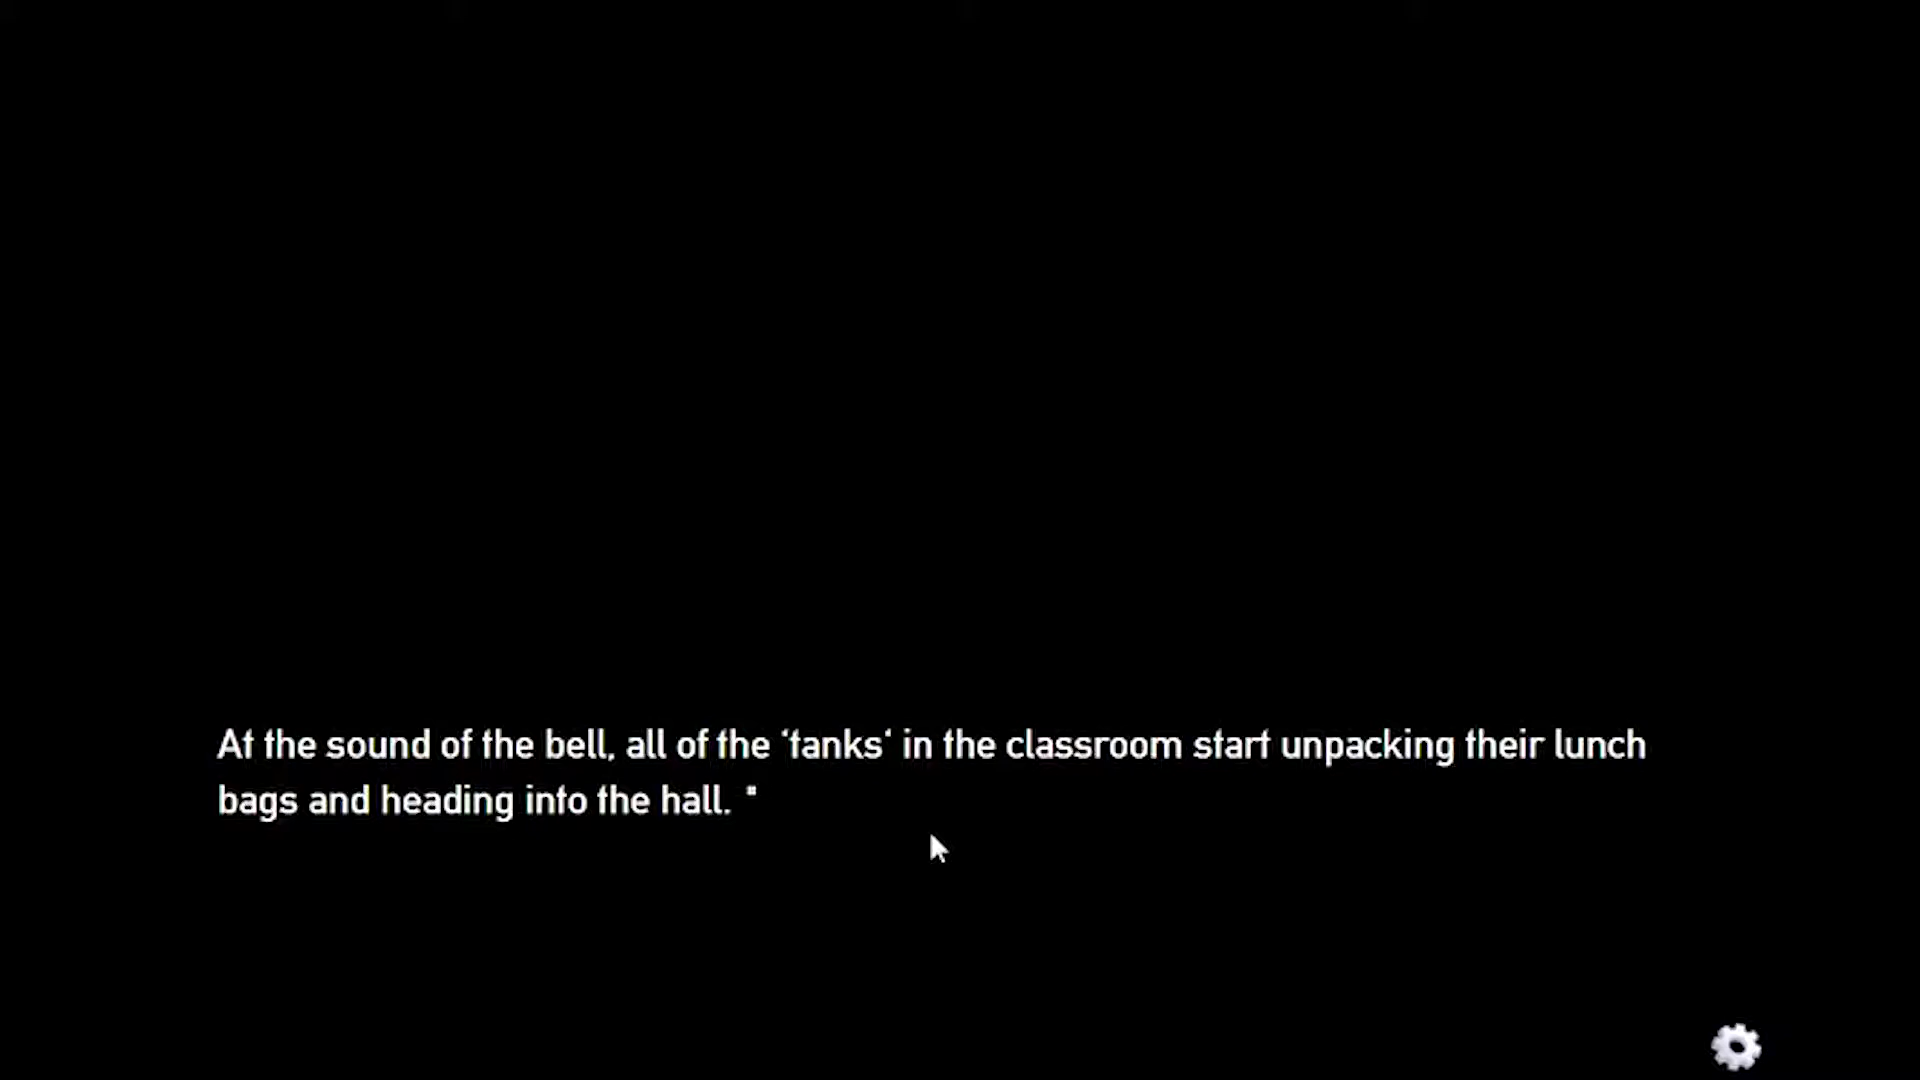 At the sound of the bell, all of the ‘tanks‘ in the classroom start unpacking their lunch
bags and heading into the hall.